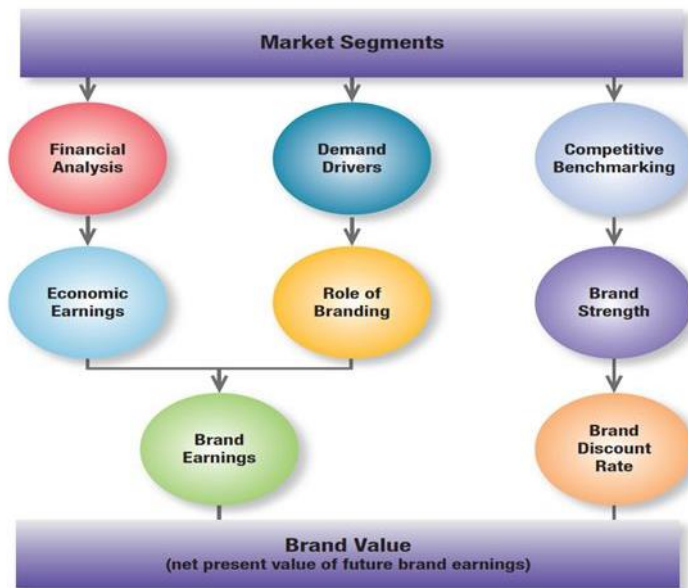 Market Segments
Financial
Analysis
Demand
Drivers
Competitive
Benchmarking
Economic
Earnings
Role of
Branding
Brand
Strength
Brand
Earnings
Brand
Discount
Rate
Brand Value
(net present value of future brand earnings)